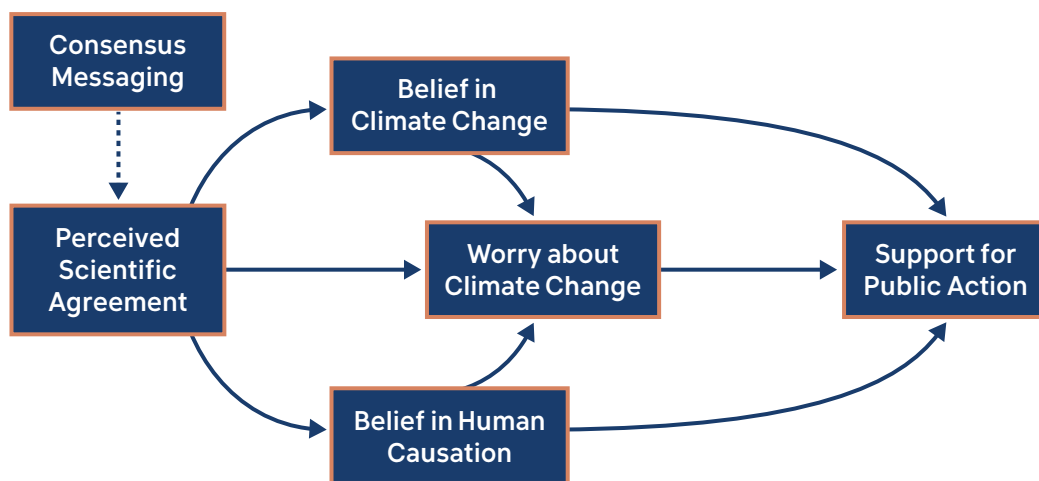 Consensus
Messaging
Belief in
Climate Change
Perceived
Scientific
Agreement
Worry about
Climate Change
Support for
Public Action
Belief in Human
Causation